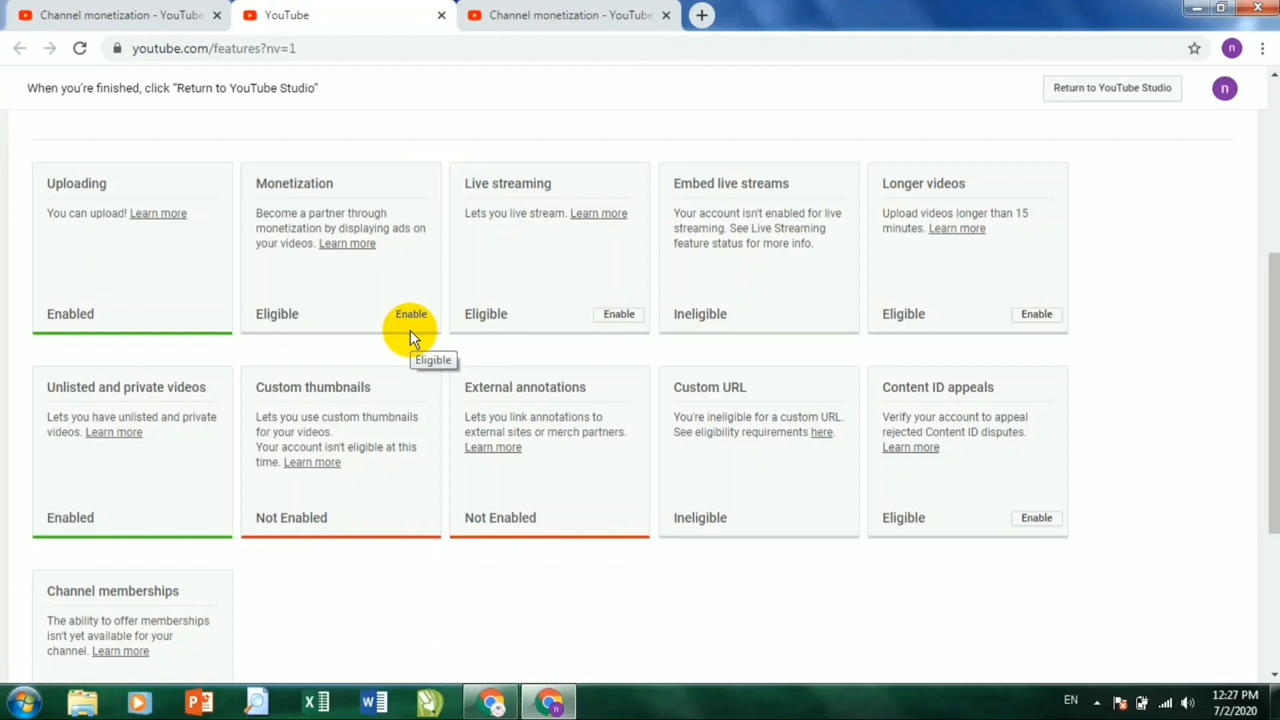 Channel monetization - YouTube
YouTube
Channel monetization - YouTube
youtube.com/features?nv=1
n
When you're finished, click “Return to YouTube Studio”
Return to YouTube Studio
n
Uploading
You can upload! Learn more
Enabled
Monetization
Become a partner through
monetization by displaying ads on
your videos. Learn more
Eligible
Enable
Eligible
Live streaming
Lets you live stream. Learn more
Eligible
Enable
Embed live streams
Your account isn't enabled for live
streaming. See Live Streaming
feature status for more info.
Ineligible
Longer videos
Upload videos longer than 15
minutes. Learn more
Eligible
Enable
Unlisted and private videos
Lets you have unlisted and private
videos. Learn more
Enabled
Custom thumbnails
Lets you use custom thumbnails
for your videos.
Your account isn't eligible at this
time. Learn more
Not Enabled
External annotations
Lets you link annotations to
external sites or merch partners.
Learn more
Not Enabled
Custom URL
You're ineligible for a custom URL.
See eligibility requirements here.
Ineligible
Content ID appeals
Verify your account to appeal
rejected Content ID disputes.
Learn more
Eligible
Enable
Channel memberships
The ability to offer memberships
isn't yet available for your
channel. Learn more
EN
12:27 PM
7/2/2020